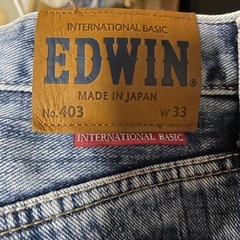 INTERNATIONAL BASIC
EDWIN
MADE IN JAPAN
No. 403 W 33
INTERNATIONAL BASIC